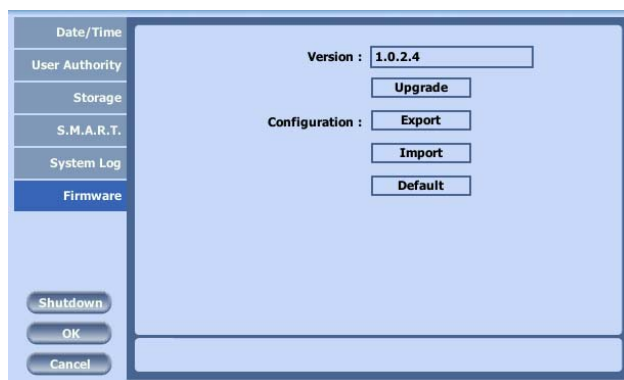 Date/Time
User Authority
Storage
S.M.A.R.T.
System Log
Firmware
Shutdown
OK
Cancel
Version : 1.0.2.4
Upgrade
Configuration : Export
Import
Default